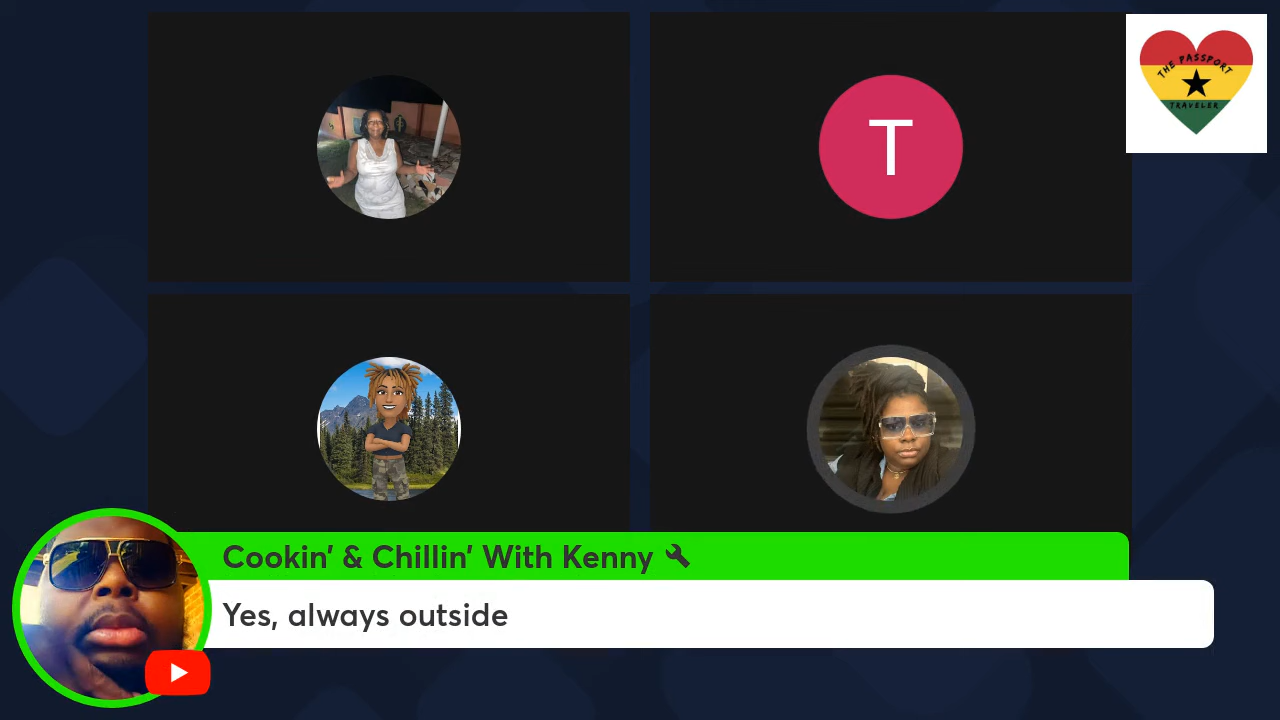 THE PASSPORT
TRAVELER
T
Cookin' & Chillin' With Kenny
Yes, always outside